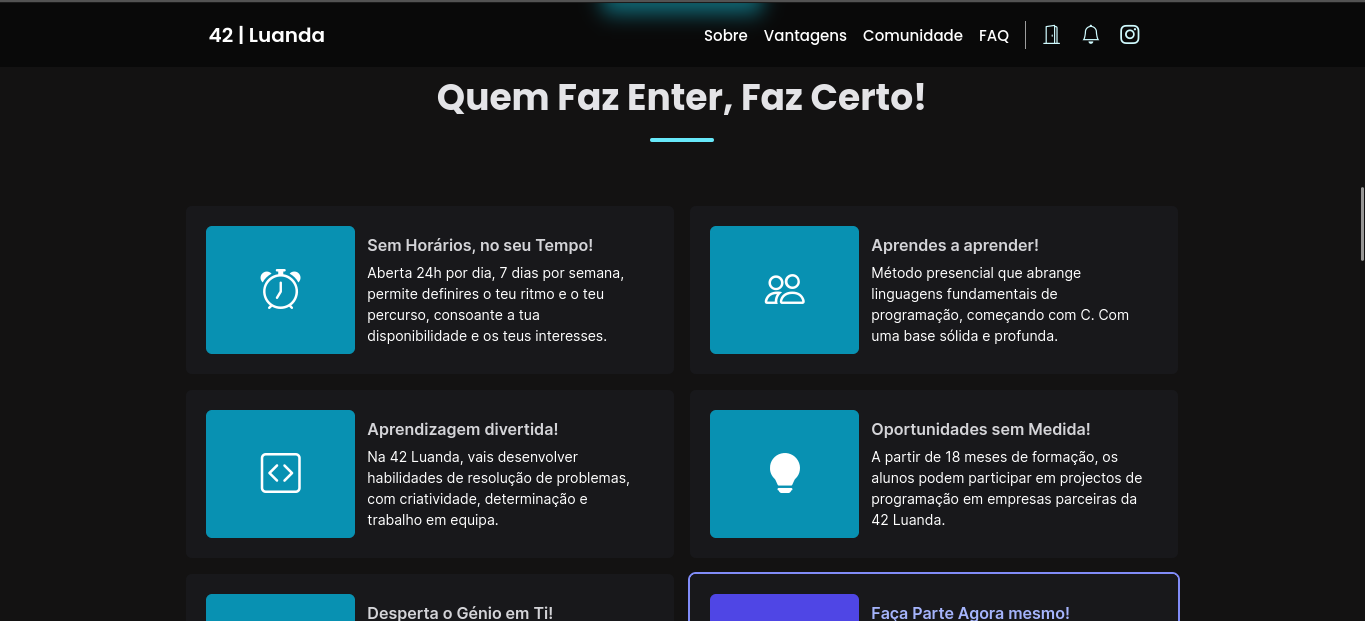 42 | Luanda
Sobre Vantagens Comunidade FAQ
Quem Faz Enter, Faz Certo!
Sem Horários, no seu Tempo!
Aberta 24h por dia, 7 dias por semana,
permite definires o teu ritmo e o teu
percurso, consoante a tua
disponibilidade e os teus interesses.
Aprendes a aprender!
Método presencial que abrange
linguagens fundamentais de
programação, começando com C. Com
uma base sólida e profunda.
Aprendizagem divertida!
Na 42 Luanda, vais desenvolver
habilidades de resolução de problemas,
com criatividade, determinação e
trabalho em equipa.
Oportunidades sem Medida!
A partir de 18 meses de formação, os
alunos podem participar em projectos de
programação em empresas parceiras da
42 Luanda.
Desperta o Génio em Ti!
Faça Parte Agora mesmo!